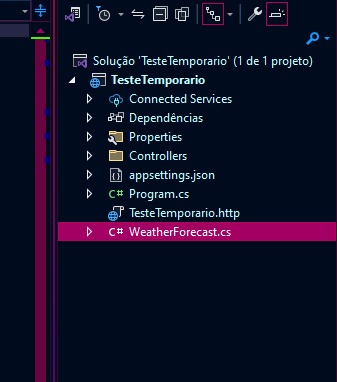 Solução 'TesteTemporario' (1 de 1 projeto)
TesteTemporario
Connected Services
Dependências
Properties
Controllers
appsettings.json
C# Program.cs
TesteTemporario.http
C# WeatherForecast.cs